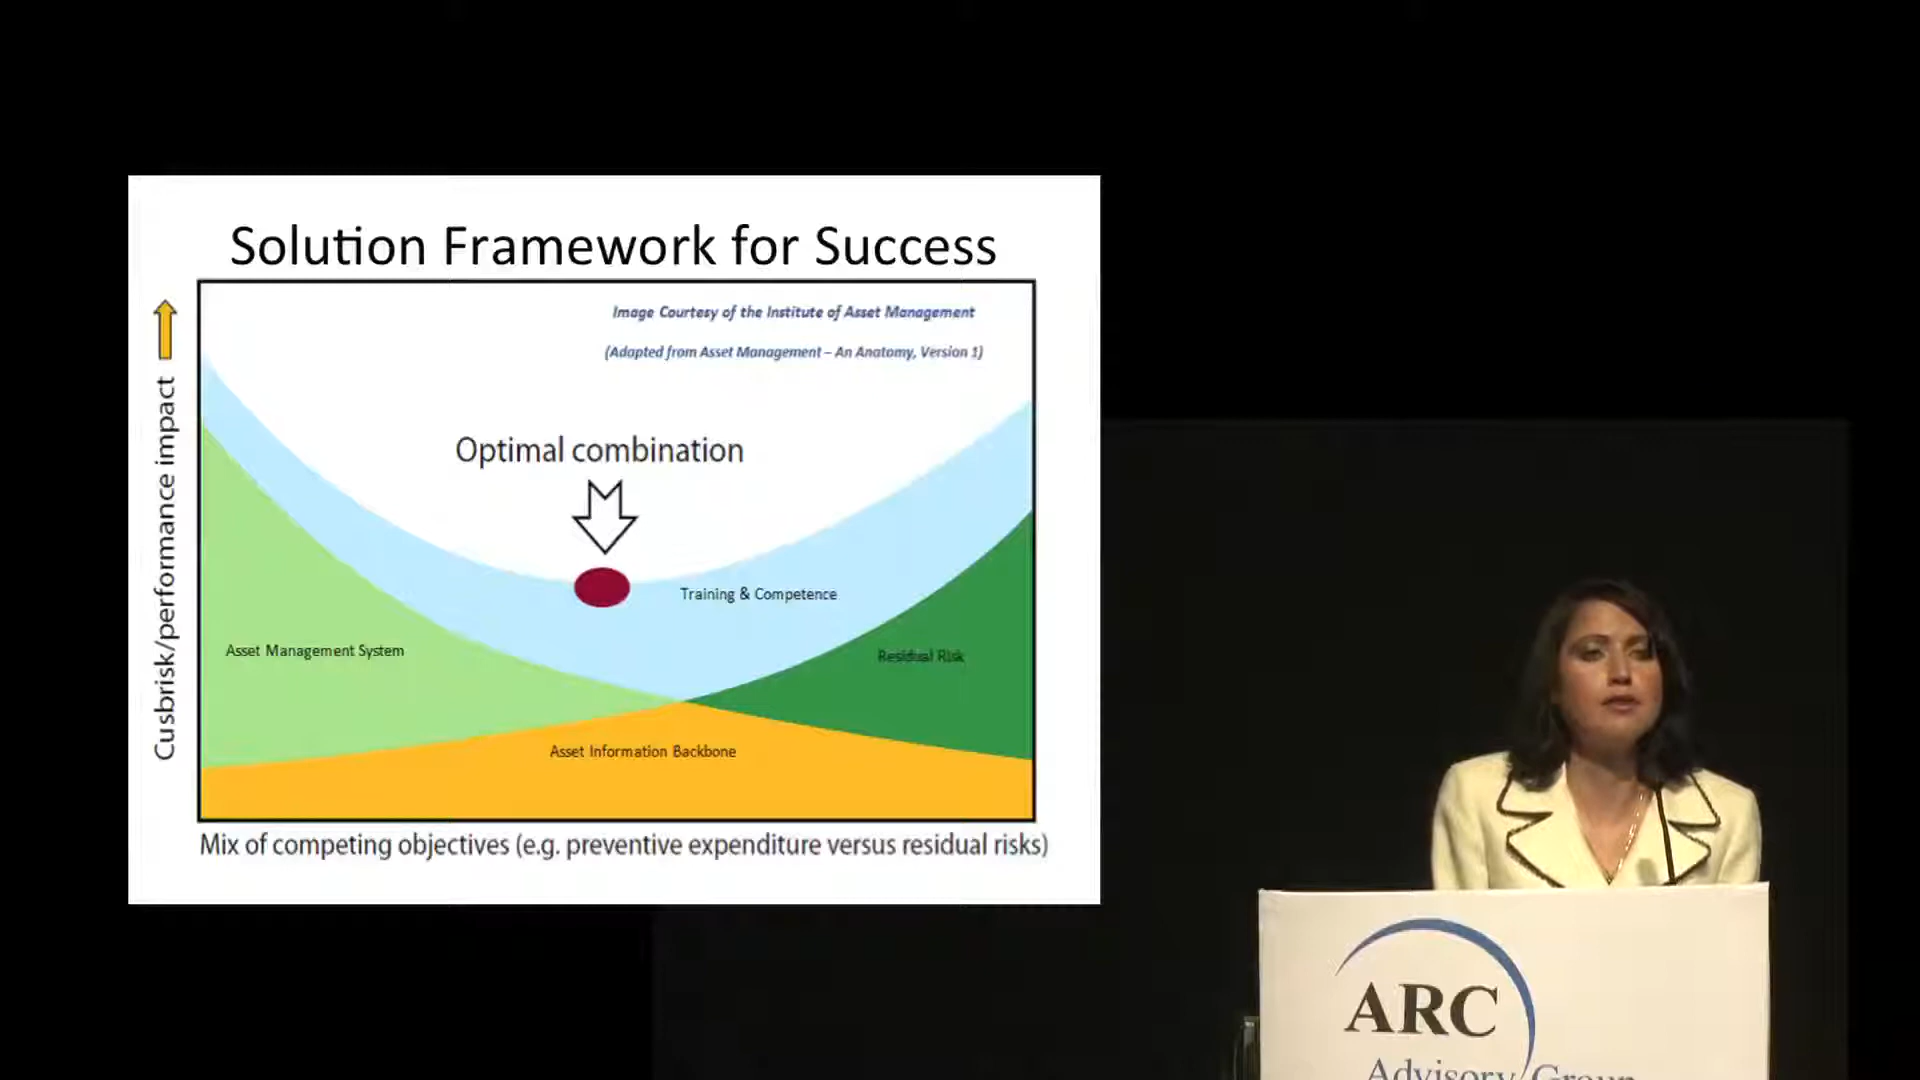 Solution Framework for Success
Image Courtesy of the Institute of Asset Management
(Adapted from Asset Management – An Anatomy, Version 1)
Cusbrisk/performance impact
Optimal combination
Training & Competence
Asset Management System
Residual Risk
Asset Information Backbone
Mix of competing objectives (e.g. preventive expenditure versus residual risks)
ARC
Advisory Group